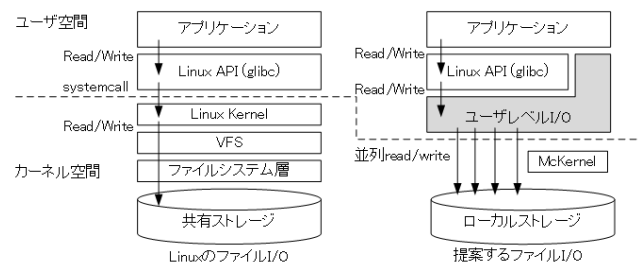 ユーザ空間
アプリケーション
Read/Write
Linux API (glibc)
systemcall
Linux Kernel
Read/Write
VFS
カーネル空間
ファイルシステム層
共有ストレージ
LinuxのファイルI/O
アプリケーション
Read/Write
Linux API (glibc)
Read/Write
ユーザレベルI/O
並列read/write
McKernel
ローカルストレージ
提案するファイルI/O